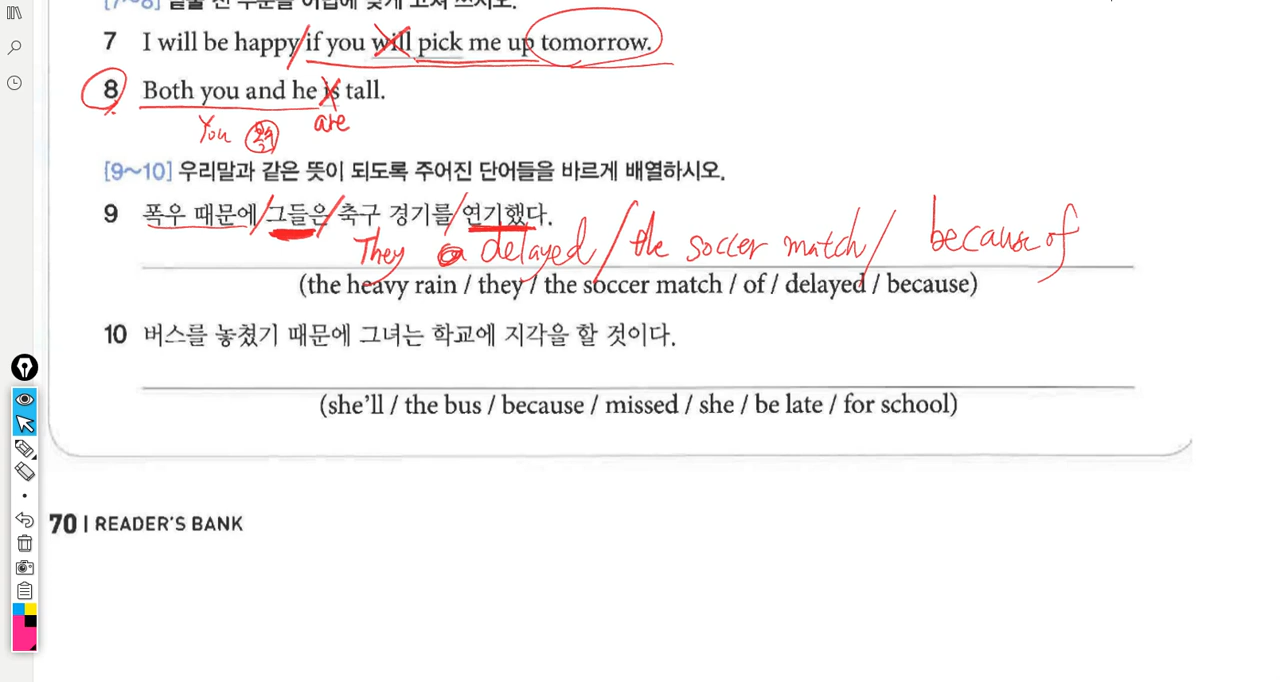 [7~8] 밑줄 친 부분을 어법에 맞게 고쳐 쓰시오.
7 I will be happy/if you will pick me up tomorrow.
8 Both you and he is tall.
You 복수 are
[9~10] 우리말과 같은 뜻이 되도록 주어진 단어들을 바르게 배열하시오.
9 폭우 때문에/그들은/축구 경기를/연기했다.
They delayed/the soccer match/ because of
(the heavy rain / they / the soccer match / of / delayed / because)
10 버스를 놓쳤기 때문에 그녀는 학교에 지각을 할 것이다.
(she'll / the bus / because / missed / she / be late / for school)
70 | READER'S BANK